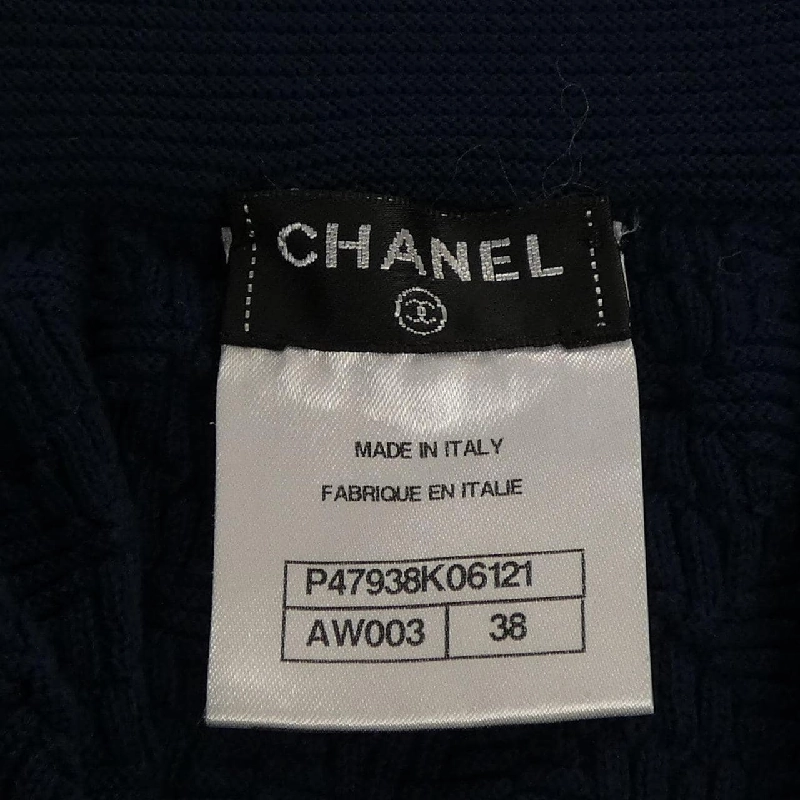 CHANEL
MADE IN ITALY
FABRIQUE EN ITALIE
P47938K06121
AW003 38